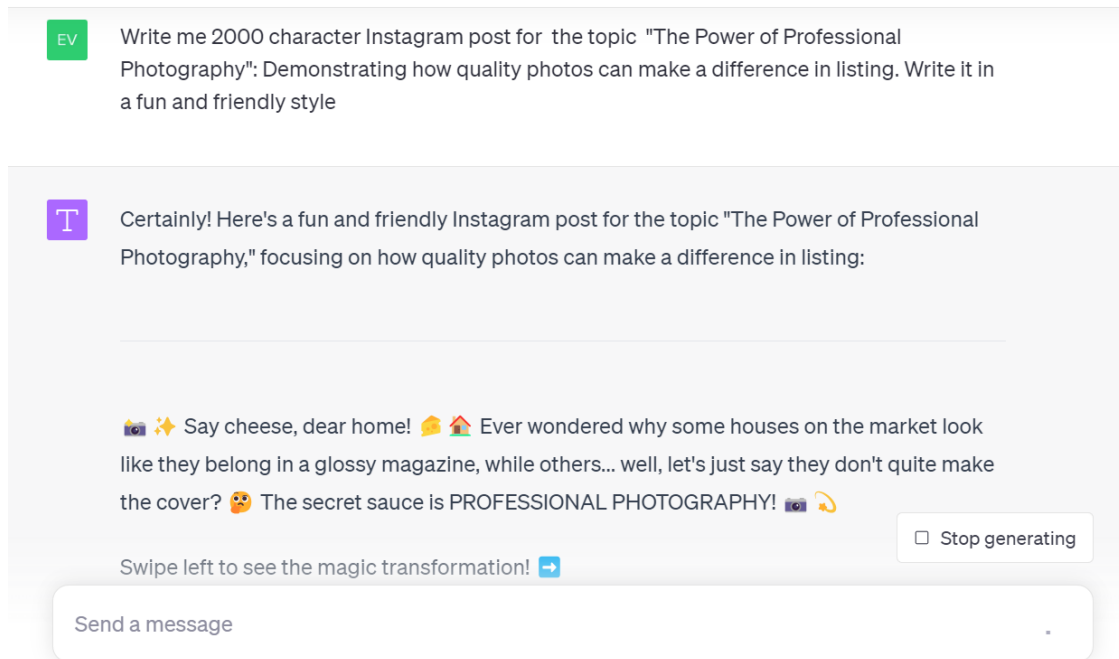 EV
Write me 2000 character Instagram post for  the topic  "The Power of Professional
Photography": Demonstrating how quality photos can make a difference in listing. Write it in
a fun and friendly style
T
Certainly! Here's a fun and friendly Instagram post for the topic "The Power of Professional
Photography," focusing on how quality photos can make a difference in listing:
📸 ✨ Say cheese, dear home! 🧀 🏠 Ever wondered why some houses on the market look
like they belong in a glossy magazine, while others... well, let's just say they don't quite make
the cover? 🤔 The secret sauce is PROFESSIONAL PHOTOGRAPHY! 📸 💫
Stop generating
Swipe left to see the magic transformation! ➡️
Send a message